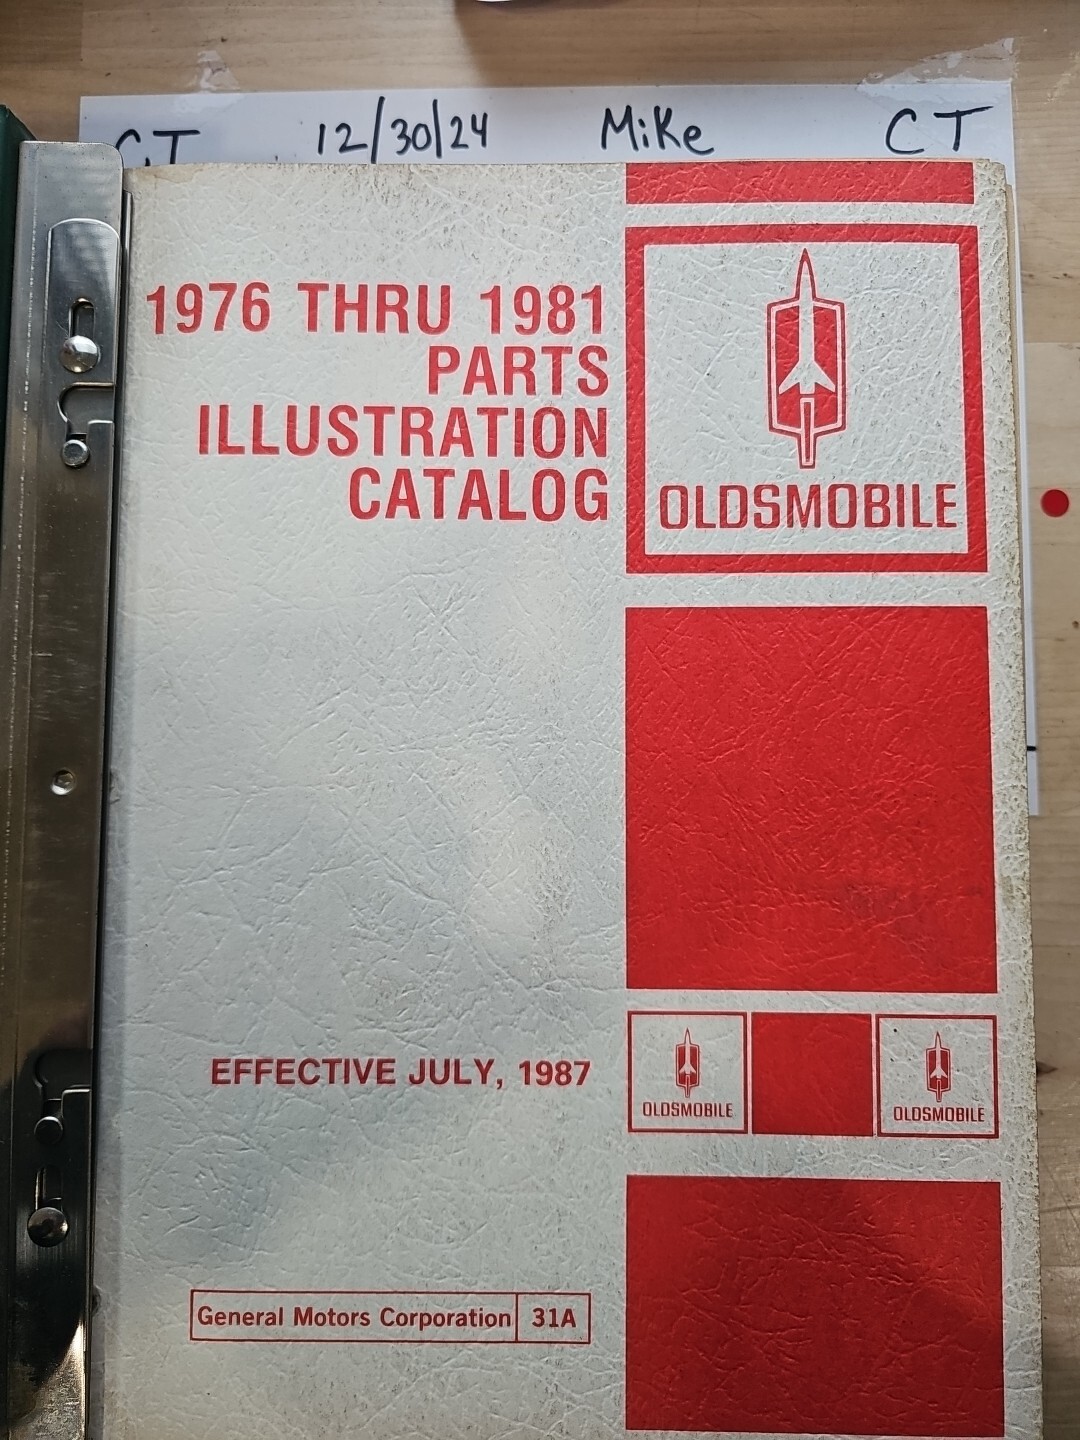 CT 12/30/24 Mike CT
1976 THRU 1981
PARTS
ILLUSTRATION
CATALOG
OLDSMOBILE
EFFECTIVE JULY, 1987
OLDSMOBILE
OLDSMOBILE
General Motors Corporation 31A